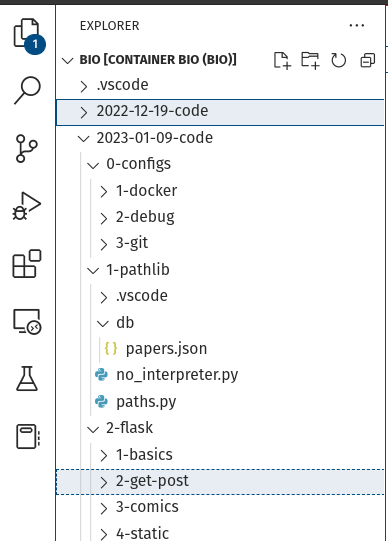 EXPLORER ...
1
BIO [CONTAINER BIO (BIO)]
.vscode
2022-12-19-code
2023-01-09-code
0-configs
1-docker
2-debug
3-git
1-pathlib
.vscode
db
{} papers.json
no_interpreter.py
paths.py
2-flask
1-basics
2-get-post
3-comics
4-static